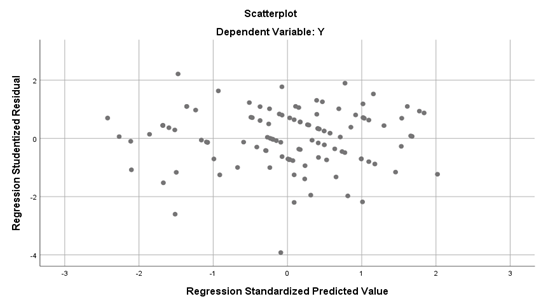 Scatterplot
Dependent Variable: Y
Regression Studentized Residual
2
0
-2
-4
-3
-2
-1
0
1
2
3
Regression Standardized Predicted Value